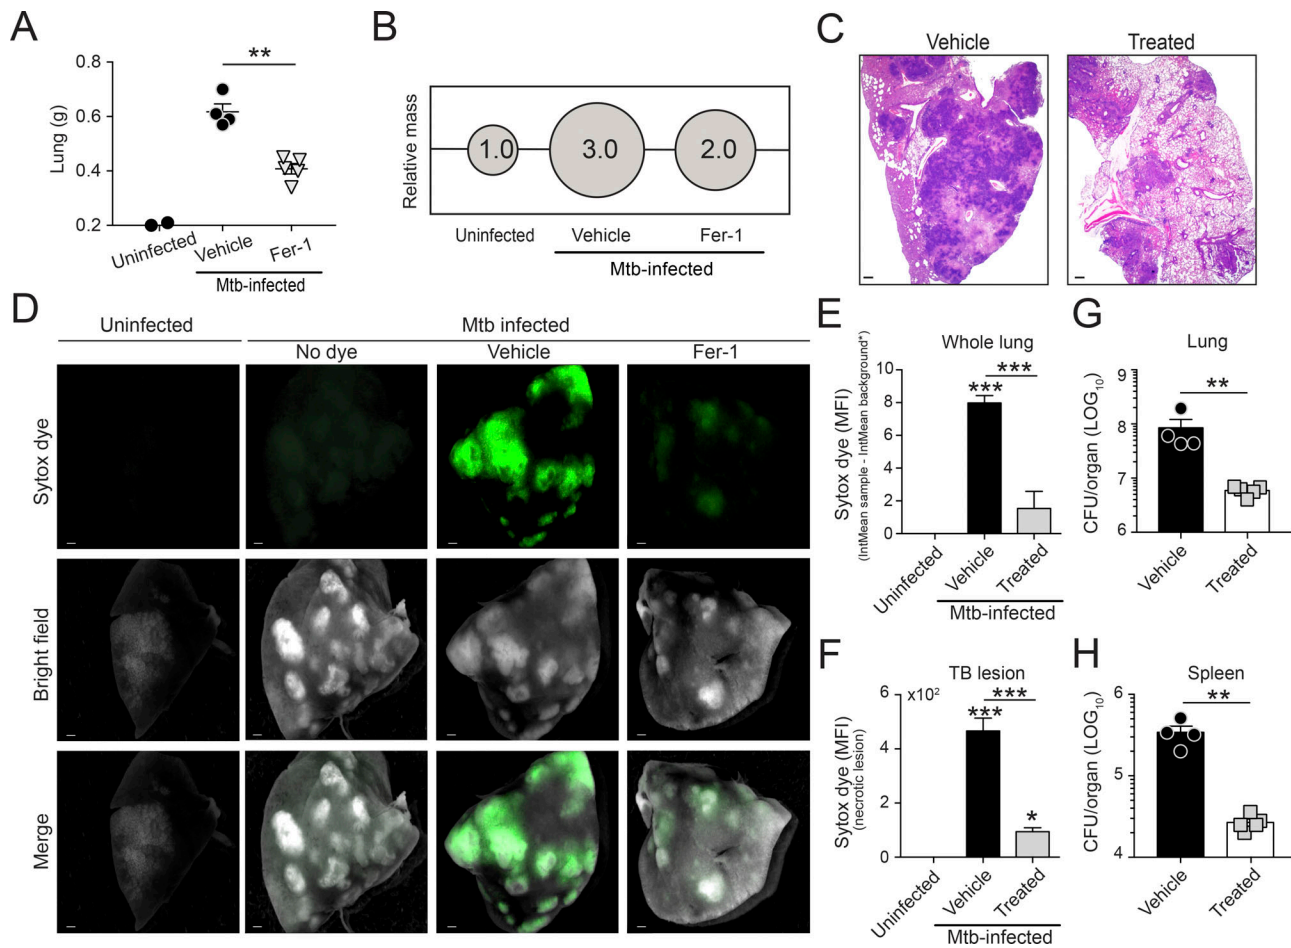 A
**
0.8
0.6
0.4
0.2
Lung (g)
Uninfected
Vehicle
Fer-1
Mtb-infected
B
Relative mass
1.0
3.0
2.0
Uninfected
Vehicle
Fer-1
Mtb-infected
C
Vehicle
Treated
D
Uninfected
Mtb infected
No dye
Vehicle
Fer-1
Sytox dye
Bright field
Merge
E
Whole lung
Sytox dye (MFI)
(IntMean sample - IntMean background*)
10
8
6
4
2
0
***
***
Uninfected
Vehicle
Treated
Mtb-infected
F
TB lesion
Sytox dye (MFI)
(necrotic lesion)
x10²
6
4
2
0
***
***
*
Uninfected
Vehicle
Treated
Mtb-infected
G
Lung
CFU/organ (LOG₁₀)
9
8
7
6
**
Vehicle
Treated
H
Spleen
CFU/organ (LOG₁₀)
6
5
4
**
Vehicle
Treated